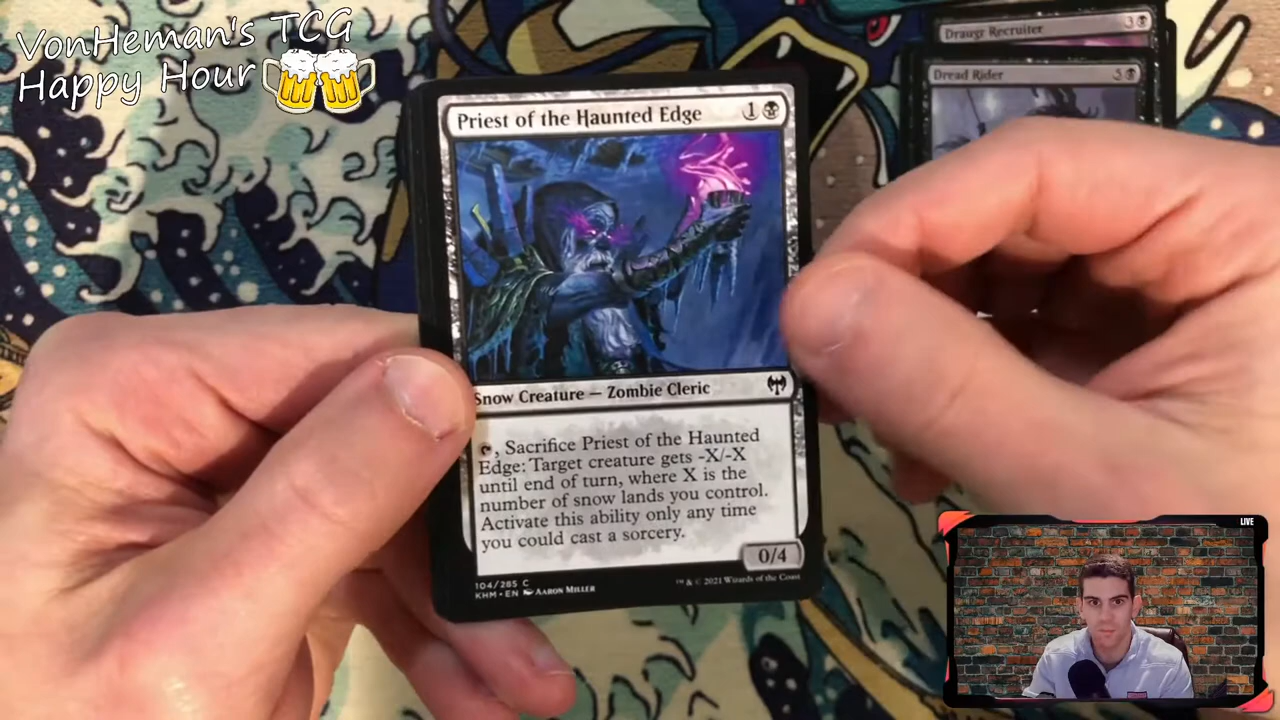 VonHeman's TCG
Happy Hour
Draugr Recruiter 3
Dread Rider 5
Priest of the Haunted Edge 1
Snow Creature — Zombie Cleric
, Sacrifice Priest of the Haunted
Edge: Target creature gets -X/-X
until end of turn, where X is the
number of snow lands you control.
Activate this ability only any time
you could cast a sorcery.
0/4
104/285 C
KHM • EN AARON MILLER
™ & © 2021 Wizards of the Coast
LIVE